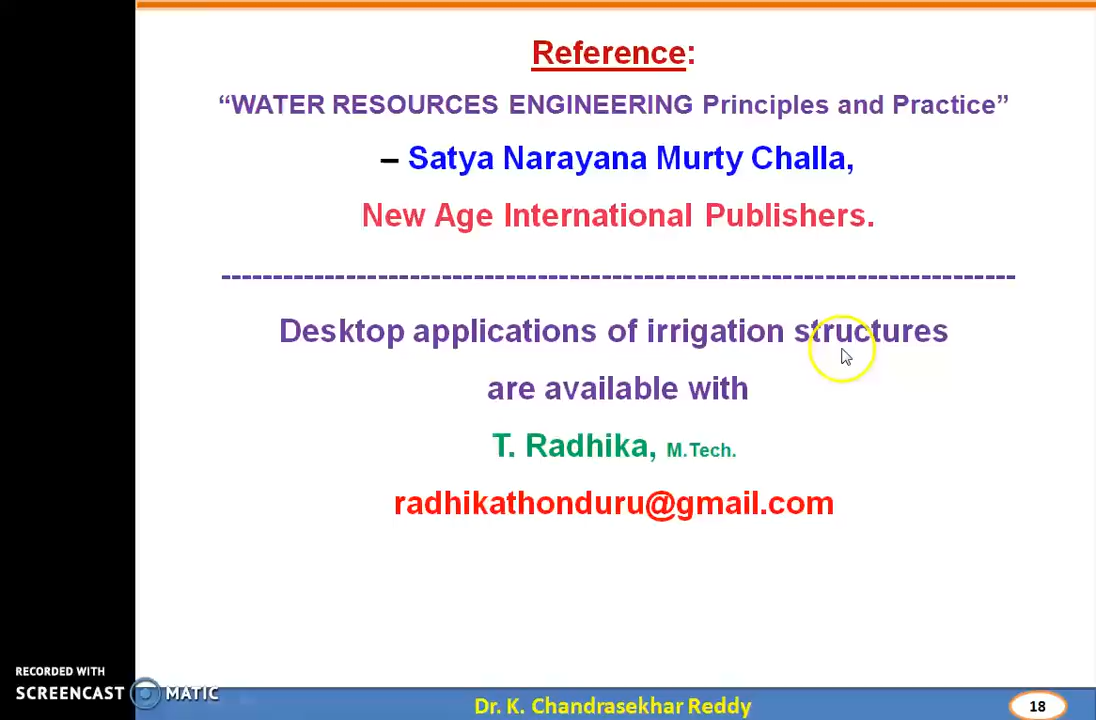 Reference:
“WATER RESOURCES ENGINEERING Principles and Practice”
– Satya Narayana Murty Challa,
New Age International Publishers.
-----------------------------------------------------------------------------
Desktop applications of irrigation structures
are available with
T. Radhika, M.Tech.
radhikathonduru@gmail.com
RECORDED WITH
SCREENCAST MATIC
Dr. K. Chandrasekhar Reddy
18